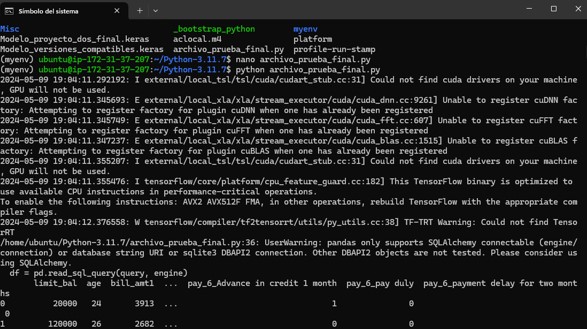 Símbolo del sistema
Misc _bootstrap_python myenv
Modelo_proyecto_dos_final.keras aclocal.m4 platform
Modelo_versiones_compatibles.keras archivo_prueba_final.py profile-run-stamp
(myenv) ubuntu@ip-172-31-37-207:~/Python-3.11.7$ nano archivo_prueba_final.py
(myenv) ubuntu@ip-172-31-37-207:~/Python-3.11.7$ python archivo_prueba_final.py
2024-05-09 19:04:11.292192: I external/local_tsl/tsl/cuda/cudart_stub.cc:31] Could not find cuda drivers on your machine
, GPU will not be used.
2024-05-09 19:04:11.345693: E external/local_xla/xla/stream_executor/cuda/cuda_dnn.cc:9261] Unable to register cuDNN fac
tory: Attempting to register factory for plugin cuDNN when one has already been registered
2024-05-09 19:04:11.345749: E external/local_xla/xla/stream_executor/cuda/cuda_fft.cc:607] Unable to register cuFFT fact
ory: Attempting to register factory for plugin cuFFT when one has already been registered
2024-05-09 19:04:11.347237: E external/local_xla/xla/stream_executor/cuda/cuda_blas.cc:1515] Unable to register cuBLAS f
actory: Attempting to register factory for plugin cuBLAS when one has already been registered
2024-05-09 19:04:11.355207: I external/local_tsl/tsl/cuda/cudart_stub.cc:31] Could not find cuda drivers on your machine
, GPU will not be used.
2024-05-09 19:04:11.355476: I tensorflow/core/platform/cpu_feature_guard.cc:182] This TensorFlow binary is optimized to
use available CPU instructions in performance-critical operations.
To enable the following instructions: AVX2 AVX512F FMA, in other operations, rebuild TensorFlow with the appropriate com
piler flags.
2024-05-09 19:04:12.376558: W tensorflow/compiler/tf2tensorrt/utils/py_utils.cc:38] TF-TRT Warning: Could not find Tenso
rRT
/home/ubuntu/Python-3.11.7/archivo_prueba_final.py:36: UserWarning: pandas only supports SQLAlchemy connectable (engine/
connection) or database string URI or sqlite3 DBAPI2 connection. Other DBAPI2 objects are not tested. Please consider us
ing SQLAlchemy.
df = pd.read_sql_query(query, engine)
limit_bal age bill_amt1 ... pay_6_Advance in credit 1 month pay_6_pay duly pay_6_payment delay for two mont
hs
0 20000 24 3913 ... 1 0
0
1 120000 26 2682 ... 0 0